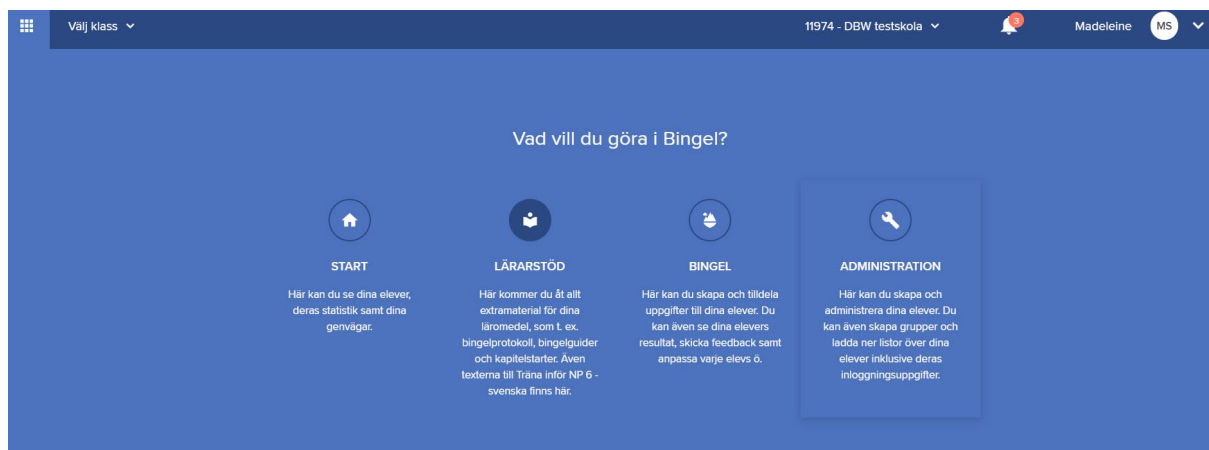 Välj klass
11974 - DBW testskola
3
Madeleine
MS
Vad vill du göra i Bingel?
START
Här kan du se dina elever,
deras statistik samt dina
genvägar.
LÄRARSTÖD
Här kommer du åt allt
extramaterial för dina
läromedel, som t. ex.
bingelprotokoll, bingelguider
och kapitelstarter. Även
texterna till Träna inför NP 6 -
svenska finns här.
BINGEL
Här kan du skapa och tilldela
uppgifter till dina elever. Du
kan även se dina elevers
resultat, skicka feedback samt
anpassa varje elevs ö.
ADMINISTRATION
Här kan du skapa och
administrera dina elever. Du
kan även skapa grupper och
ladda ner listor över dina
elever inklusive deras
inloggningsuppgifter.